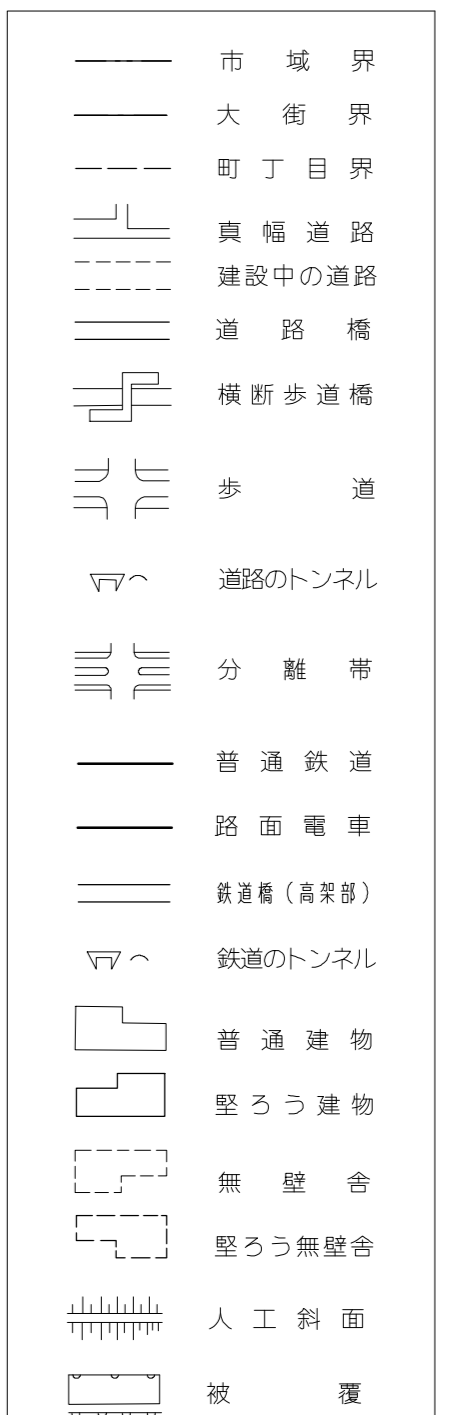 市域界
大街界
町丁目界
真幅道路
建設中の道路
道路橋
横断歩道橋
歩道
道路のトンネル
分離帯
普通鉄道
路面電車
鉄道橋（高架部）
鉄道のトンネル
普通建物
堅ろう建物
無壁舎
堅ろう無壁舎
人工斜面
被覆